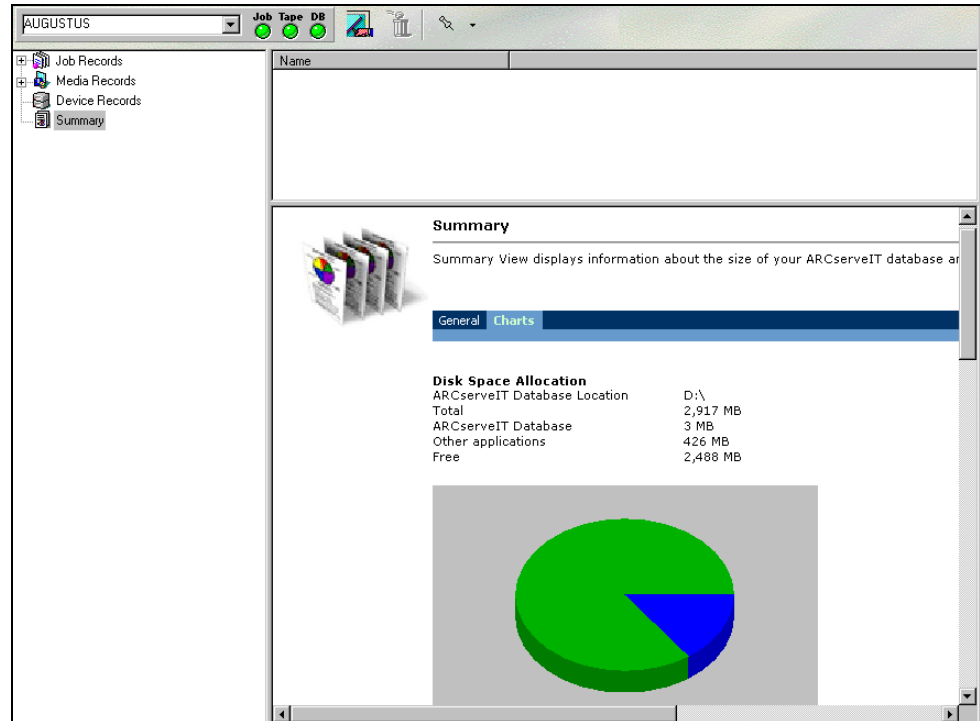 AUGUSTUS
Job Tape DB
Job Records
Media Records
Device Records
Summary
Name
Summary
Summary View displays information about the size of your ARCserveIT database ar
General Charts
Disk Space Allocation
ARCserveIT Database Location D:\
Total 2,917 MB
ARCserveIT Database 3 MB
Other applications 426 MB
Free 2,488 MB